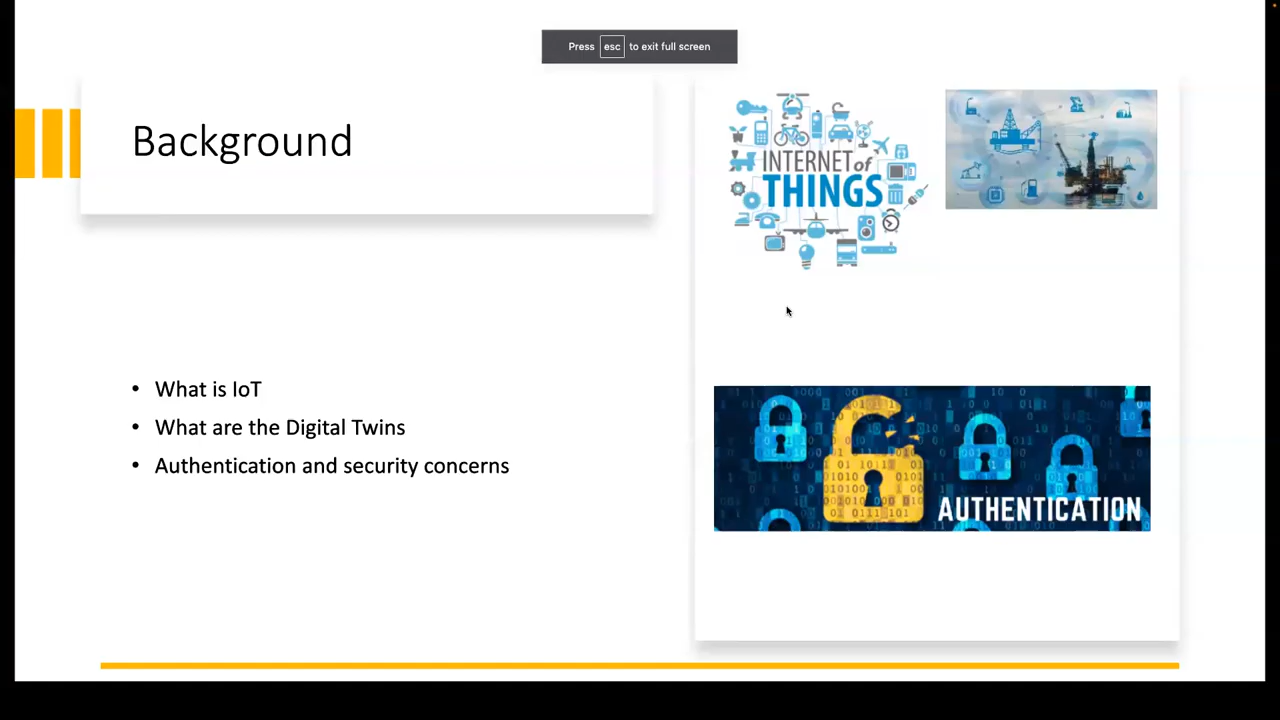 Press esc to exit full screen
Background
INTERNET of
THINGS
• What is IoT
• What are the Digital Twins
• Authentication and security concerns
AUTHENTICATION